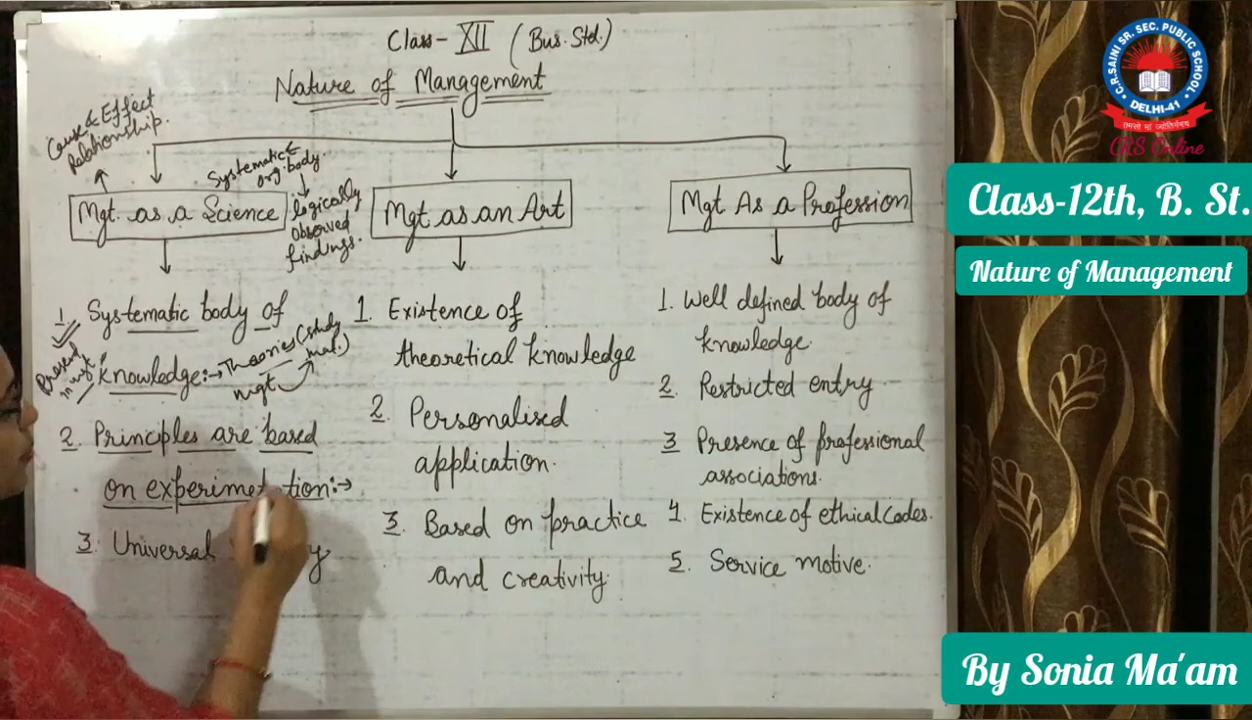 Class - XII (Bus. Std.)
Nature of Management
Cause & Effect
Relationship.
Systematic &
org. body.
logically
observed
findings.
Mgt. as a Science
Mgt as an Art
Mgt As a Profession
1. Systematic body of
Knowledge:→ Theories (study
mat.)
mgt
Present
in mgt
2. Principles are based
on experimetation:→
3. Universal
1. Existence of
theoretical knowledge
2. Personalised
application.
3. Based on practice
and creativity.
1. Well defined body of
knowledge.
2. Restricted entry
3 Presence of professional
associations.
4. Existence of ethical Codes.
5. Service motive.
C.R.SAINI SR. SEC. PUBLIC SCHOOL
DELHI-41
तमसो मा ज्योतिर्गमय
CRS Online
Class-12th, B. St.
Nature of Management
By Sonia Ma'am